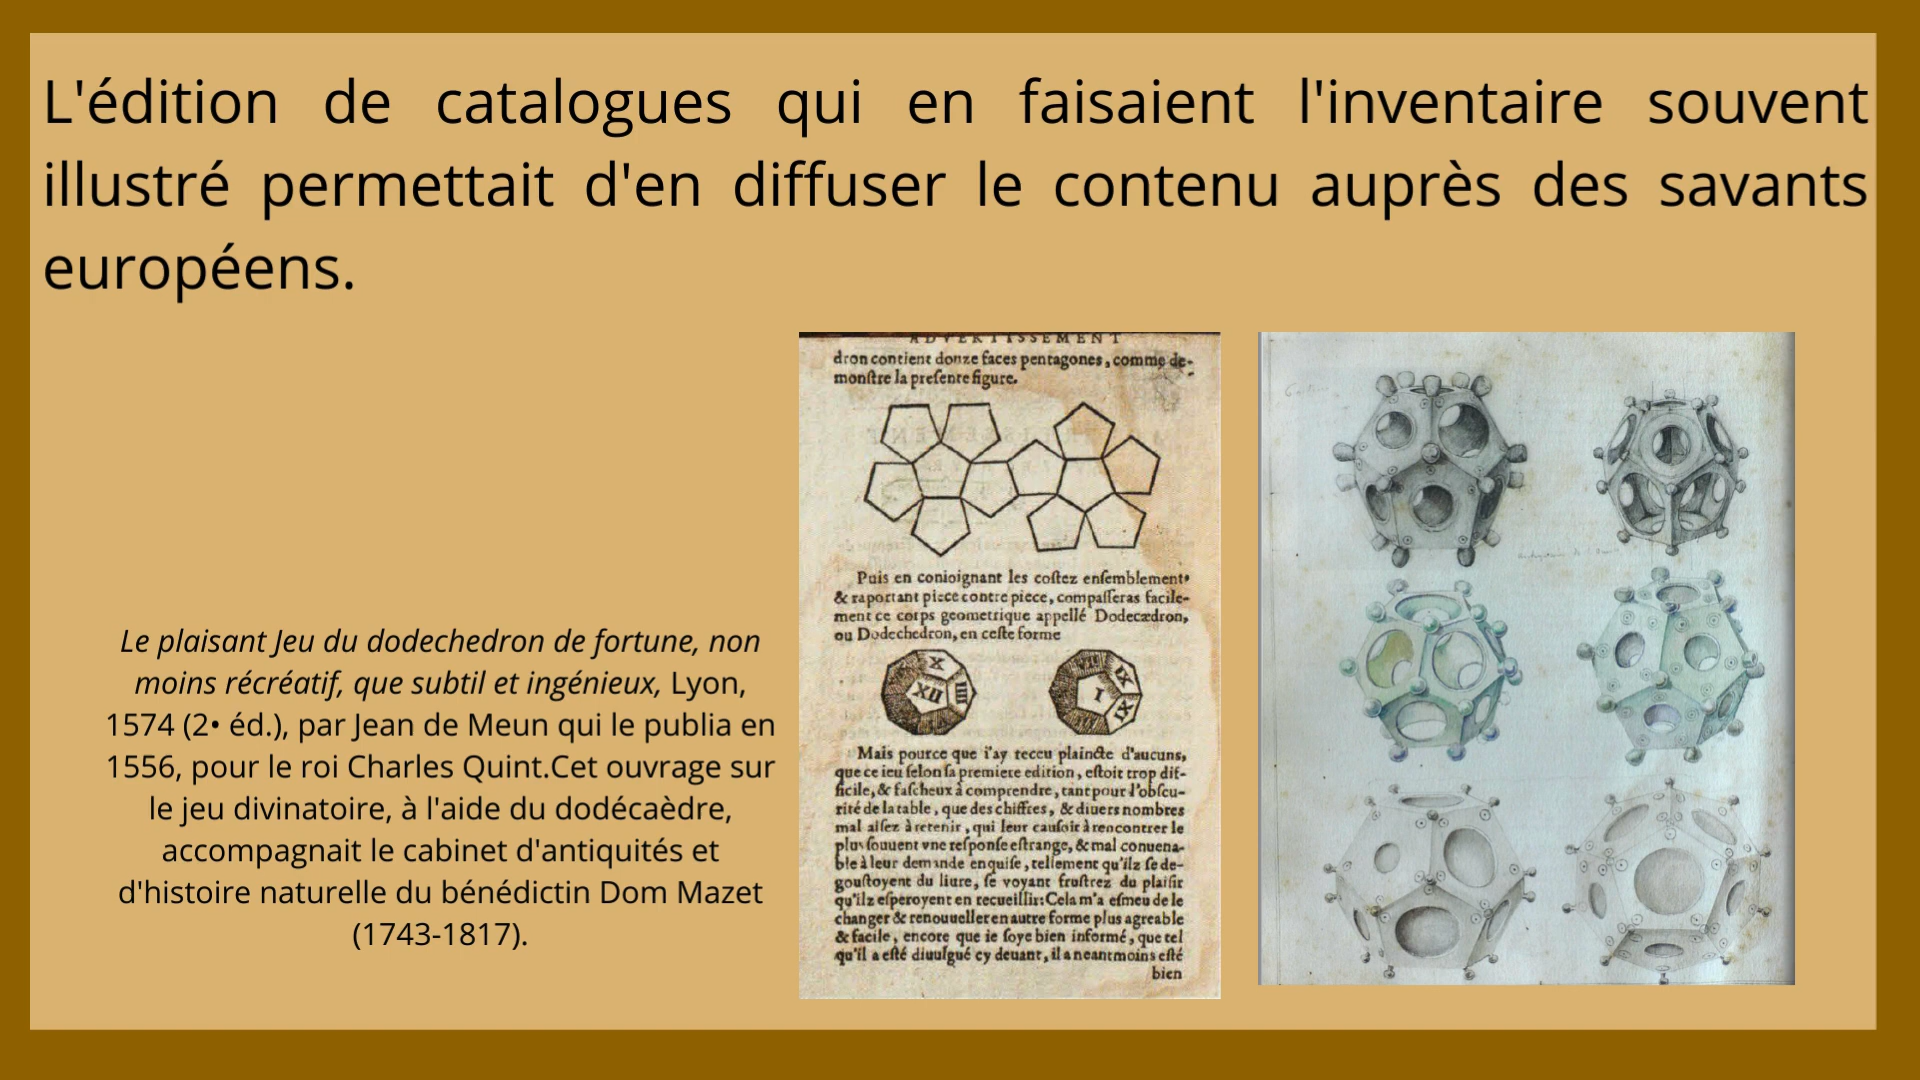 L'édition de catalogues qui en faisaient l'inventaire souvent
illustré permettait d'en diffuser le contenu auprès des savants
européens.
Le plaisant Jeu du dodechedron de fortune, non
moins récréatif, que subtil et ingénieux, Lyon,
1574 (2• éd.), par Jean de Meun qui le publia en
1556, pour le roi Charles Quint.Cet ouvrage sur
le jeu divinatoire, à l'aide du dodécaèdre,
accompagnait le cabinet d'antiquités et
d'histoire naturelle du bénédictin Dom Mazet
(1743-1817).
ADVERTISSEMENT
dron contient douze faces pentagones, comme de-
monſtre la preſente figure.
Puis en conioignant les coſtez enſemblement,
& raportant piece contre piece, compaſſeras facile-
ment ce corps geometrique appellé Dodecædron,
ou Dodechedron, en ceſte forme
X XII IIII VII IX I XI
Mais pource que i'ay receu plaincte d'aucuns,
que ce ieu ſelon ſa premiere edition, eſtoit trop dif-
ficile, & faſcheux à comprendre, tant pour l'obſcu-
rité de la table, que des chiffres, & diuers nombres
mal aiſez à retenir, qui leur cauſoit à rencontrer le
plus ſouuent vne reſponſe eſtrange, & mal conuena-
ble à leur demande enquiſe, tellement qu'ilz ſe de-
gouſtoyent du liure, ſe voyant fruſtrez du plaiſir
qu'ilz eſperoyent en recueillir: Cela m'a eſmeu de le
changer & renouueller en autre forme plus agreable
& facile, encore que ie ſoye bien informé, que tel
qu'il a eſté diuulgué cy deuant, il a neantmoins eſté
bien